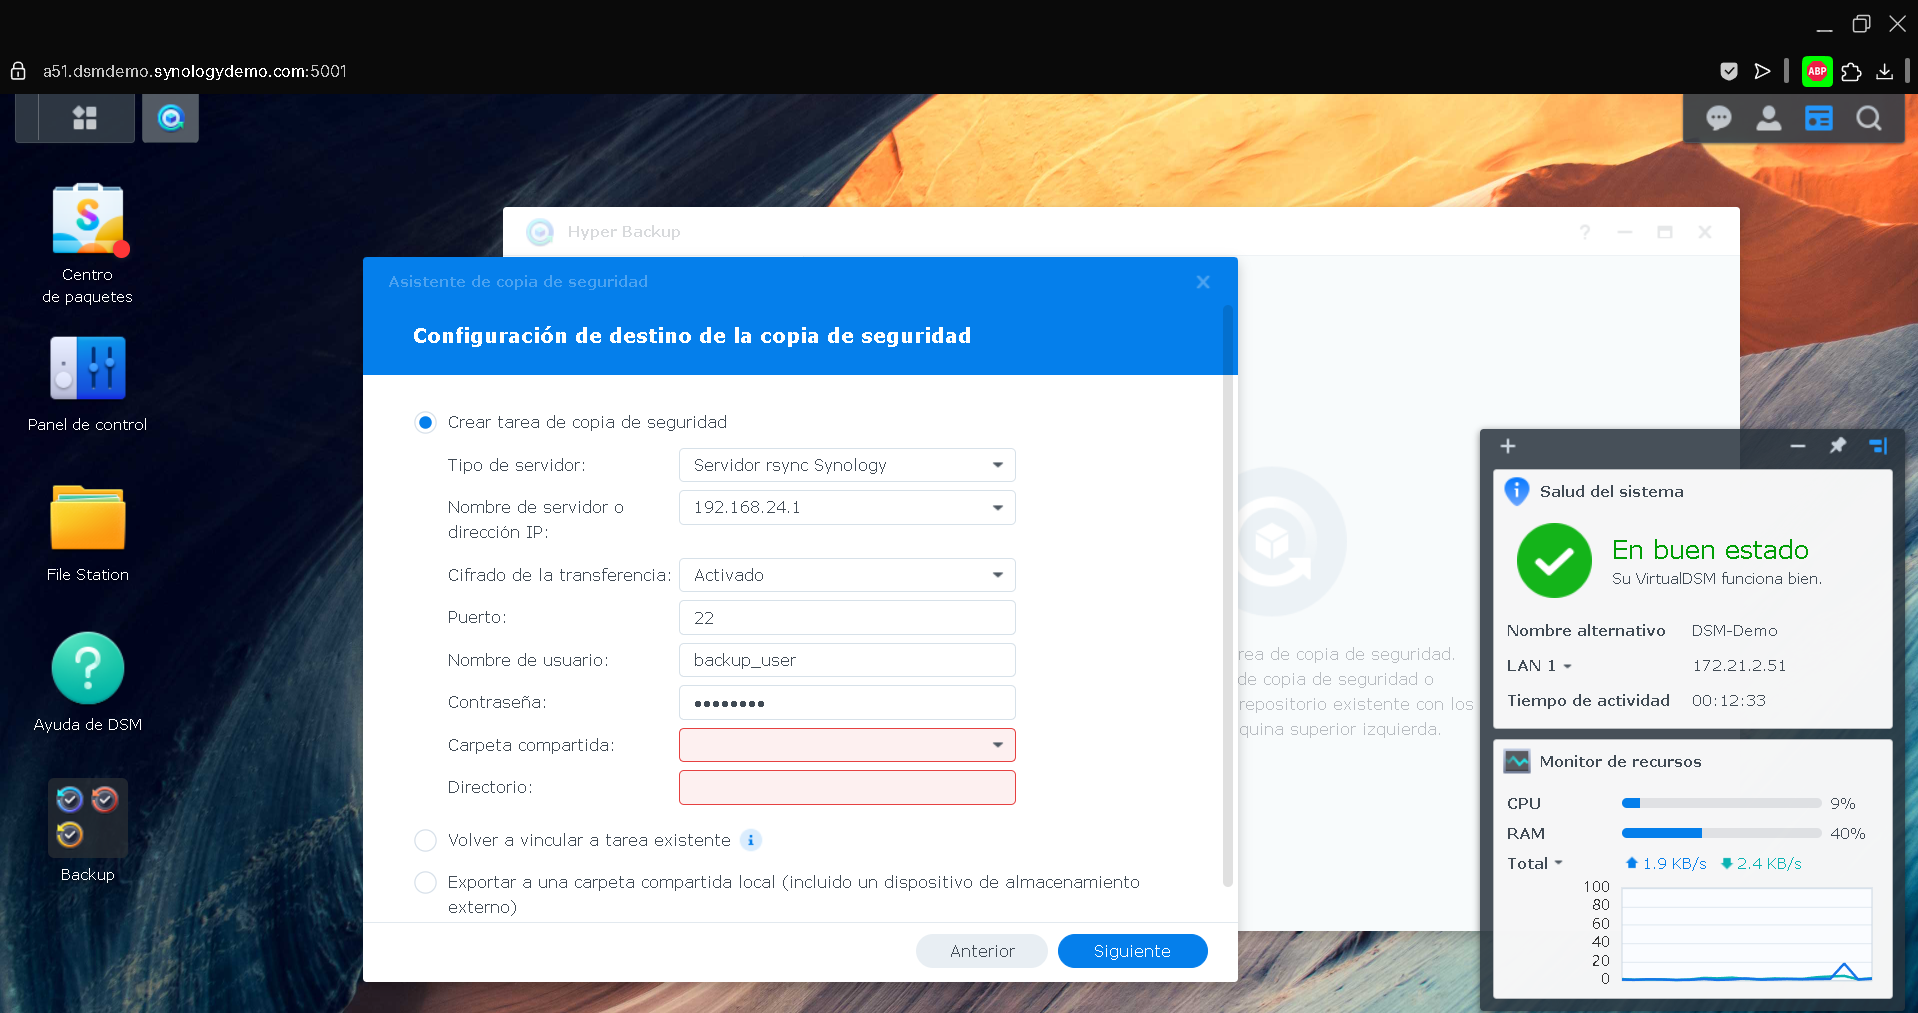 a51.dsmdemo.synologydemo.com:5001
ABP
Centro
de paquetes
Panel de control
File Station
Ayuda de DSM
Backup
Hyper Backup
Asistente de copia de seguridad
Configuración de destino de la copia de seguridad
Crear tarea de copia de seguridad
Tipo de servidor: Servidor rsync Synology
Nombre de servidor o
dirección IP: 192.168.24.1
Cifrado de la transferencia: Activado
Puerto: 22
Nombre de usuario: backup_user
Contraseña: ••••••••
Carpeta compartida:
Directorio:
Volver a vincular a tarea existente
Exportar a una carpeta compartida local (incluido un dispositivo de almacenamiento
externo)
Anterior Siguiente
rea de copia de seguridad.
de copia de seguridad o
repositorio existente con los
quina superior izquierda.
Salud del sistema
En buen estado
Su VirtualDSM funciona bien.
Nombre alternativo DSM-Demo
LAN 1 172.21.2.51
Tiempo de actividad 00:12:33
Monitor de recursos
CPU 9%
RAM 40%
Total 1.9 KB/s 2.4 KB/s
100
80
60
40
20
0